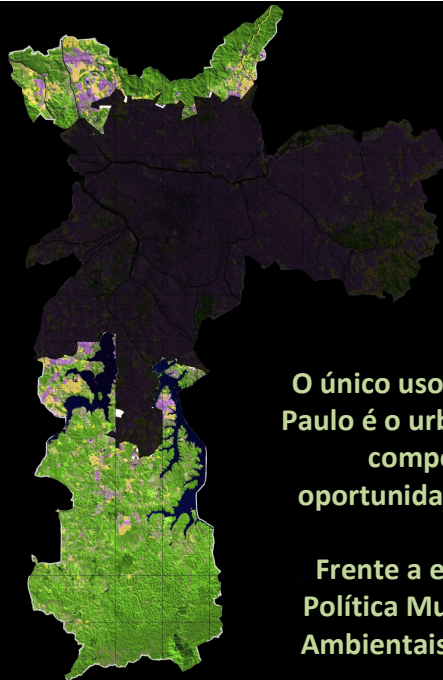 O único uso
Paulo é o urb
compe
oportunida
Frente a e
Política Mu
Ambientais